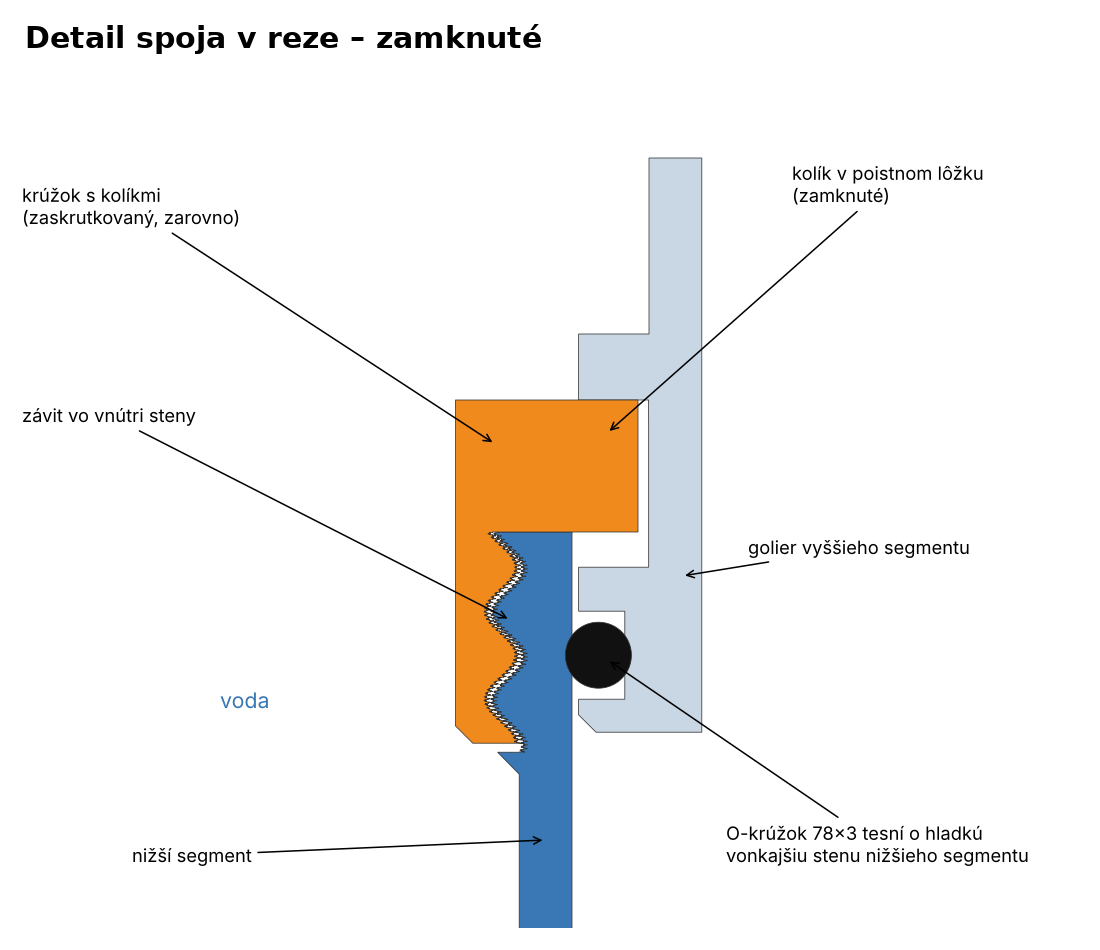 Detail spoja v reze – zamknuté
kolík v poistnom lôžku
(zamknuté)
krúžok s kolíkmi
(zaskrutkovaný, zarovno)
závit vo vnútri steny
golier vyššieho segmentu
voda
O-krúžok 78×3 tesní o hladkú
vonkajšiu stenu nižšieho segmentu
nižší segment